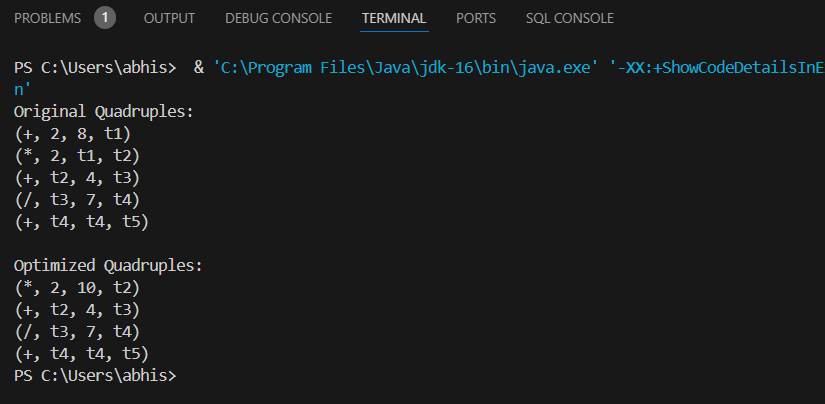 PROBLEMS 1 OUTPUT DEBUG CONSOLE TERMINAL PORTS SQL CONSOLE
PS C:\Users\abhis>  & 'C:\Program Files\Java\jdk-16\bin\java.exe' '-XX:+ShowCodeDetailsInE
n'
Original Quadruples:
(+, 2, 8, t1)
(*, 2, t1, t2)
(+, t2, 4, t3)
(/, t3, 7, t4)
(+, t4, t4, t5)
Optimized Quadruples:
(*, 2, 10, t2)
(+, t2, 4, t3)
(/, t3, 7, t4)
(+, t4, t4, t5)
PS C:\Users\abhis>